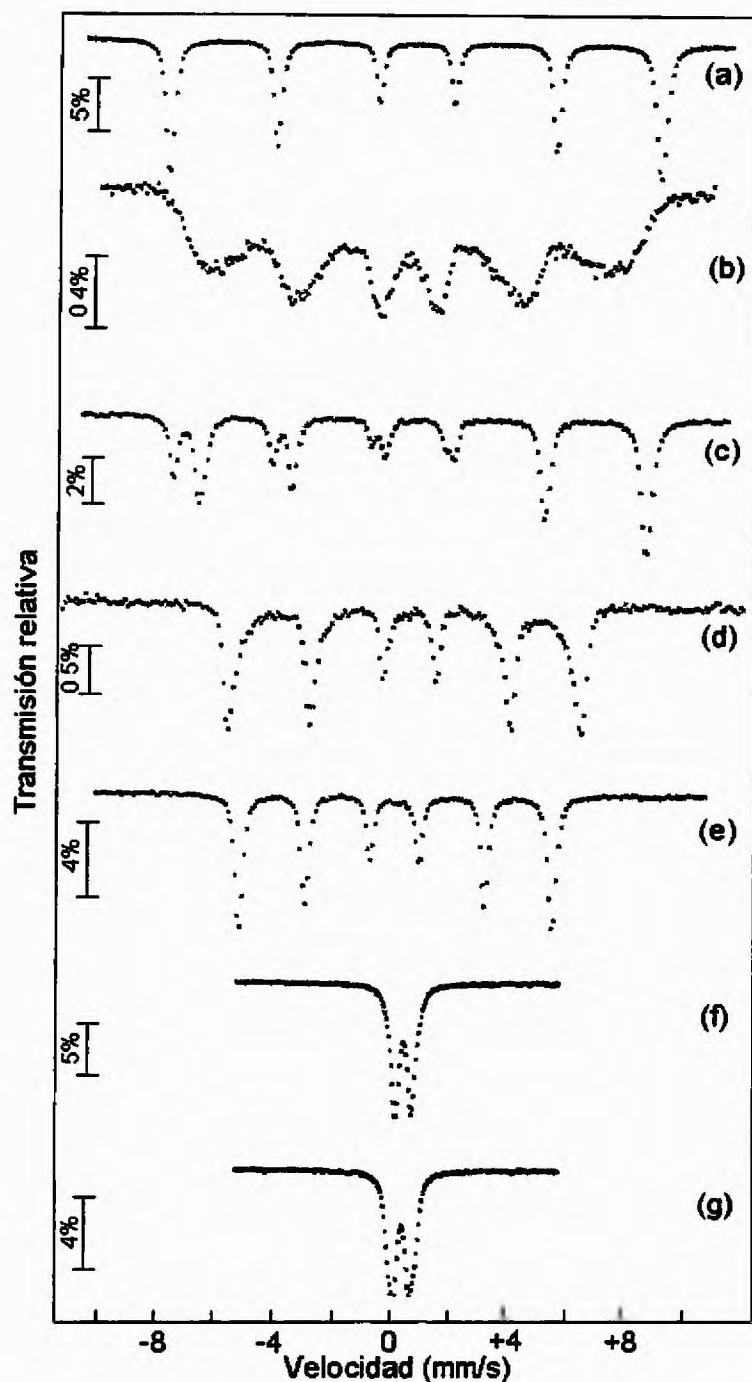 (a)
5%
(b)
0 4%
(c)
2%
Transmisión relativa
(d)
0 5%
(e)
4%
(f)
5%
(g)
4%
-8 -4 0 +4 +8
Velocidad (mm/s)